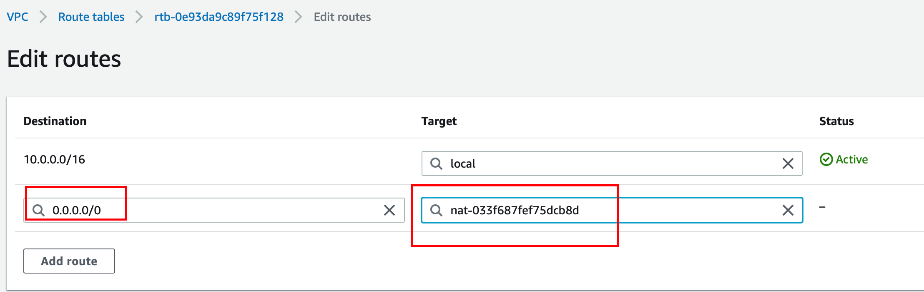 VPC > Route tables > rtb-0e93da9c89f75f128 > Edit routes
Edit routes
Destination Target Status
10.0.0.0/16 local Active
0.0.0.0/0 nat-033f687fef75dcb8d –
Add route